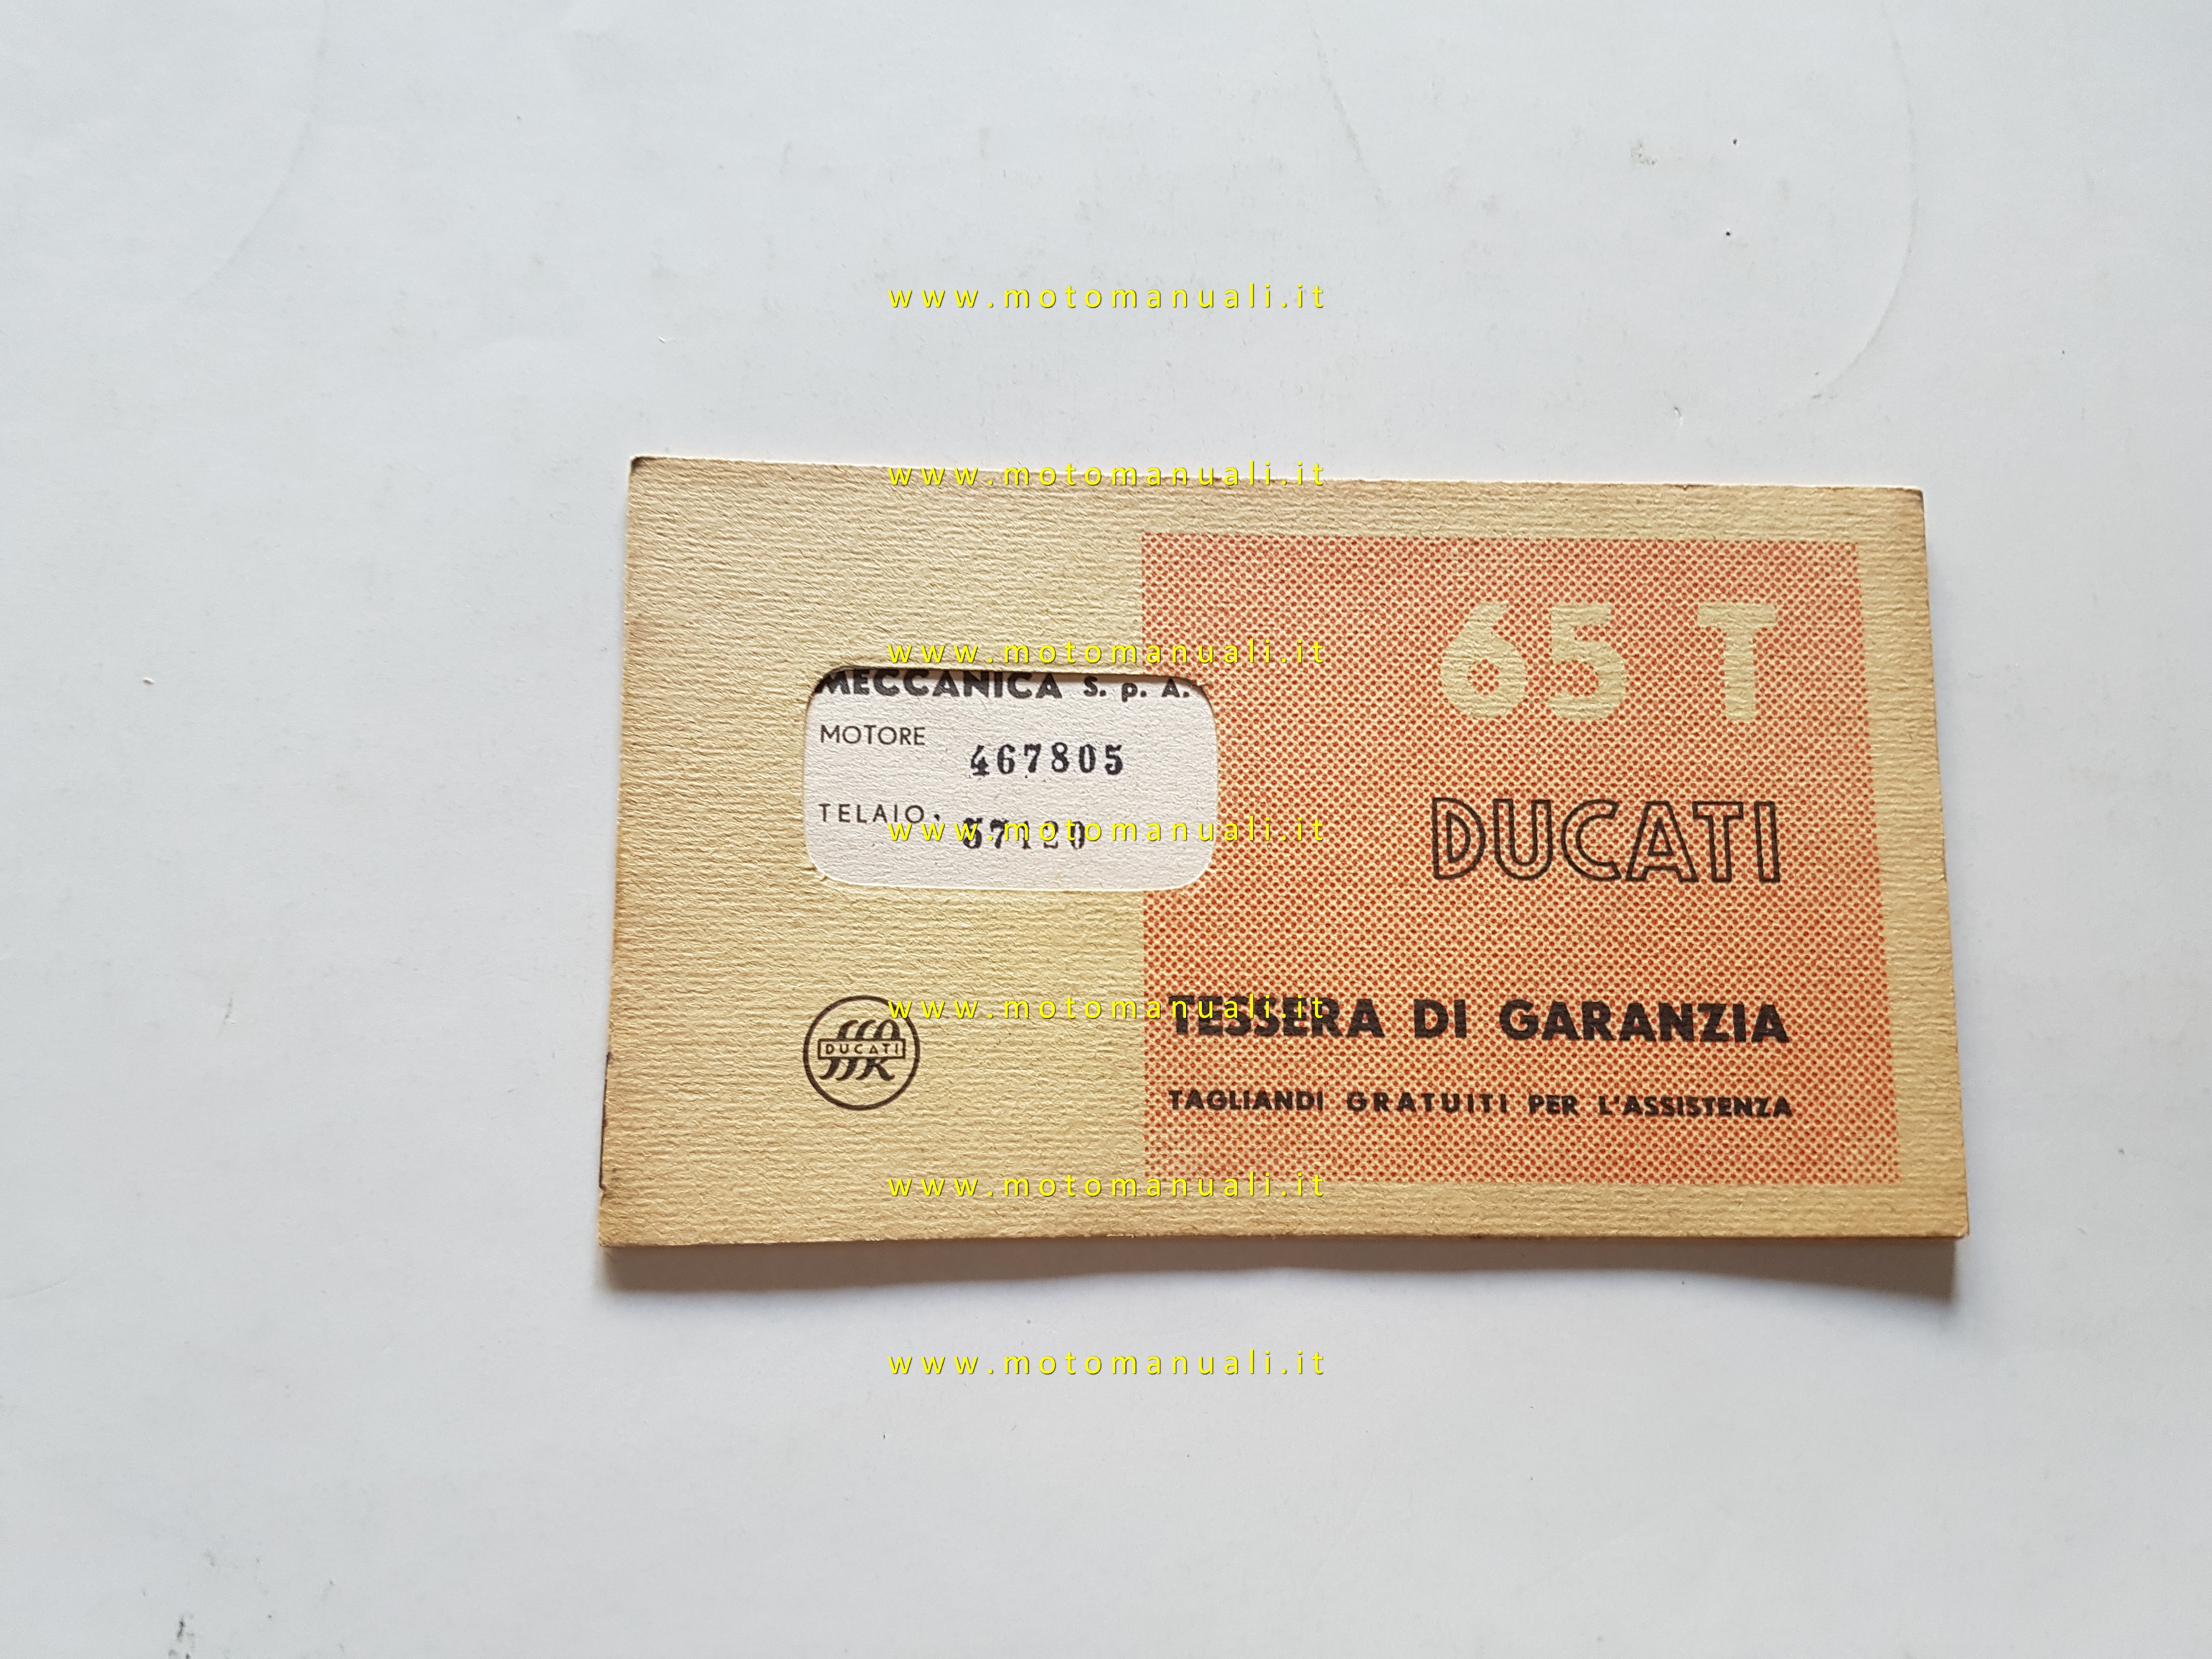 www.motomanuali.it
www.motomanuali.it
65 T
www.motomanuali.it
MECCANICA S. p. A.
MOTORE 467805
TELAIO 57120
www.motomanuali.it
DUCATI
www.motomanuali.it
TESSERA DI GARANZIA
DUCATI
TAGLIANDI GRATUITI PER L'ASSISTENZA
www.motomanuali.it
www.motomanuali.it